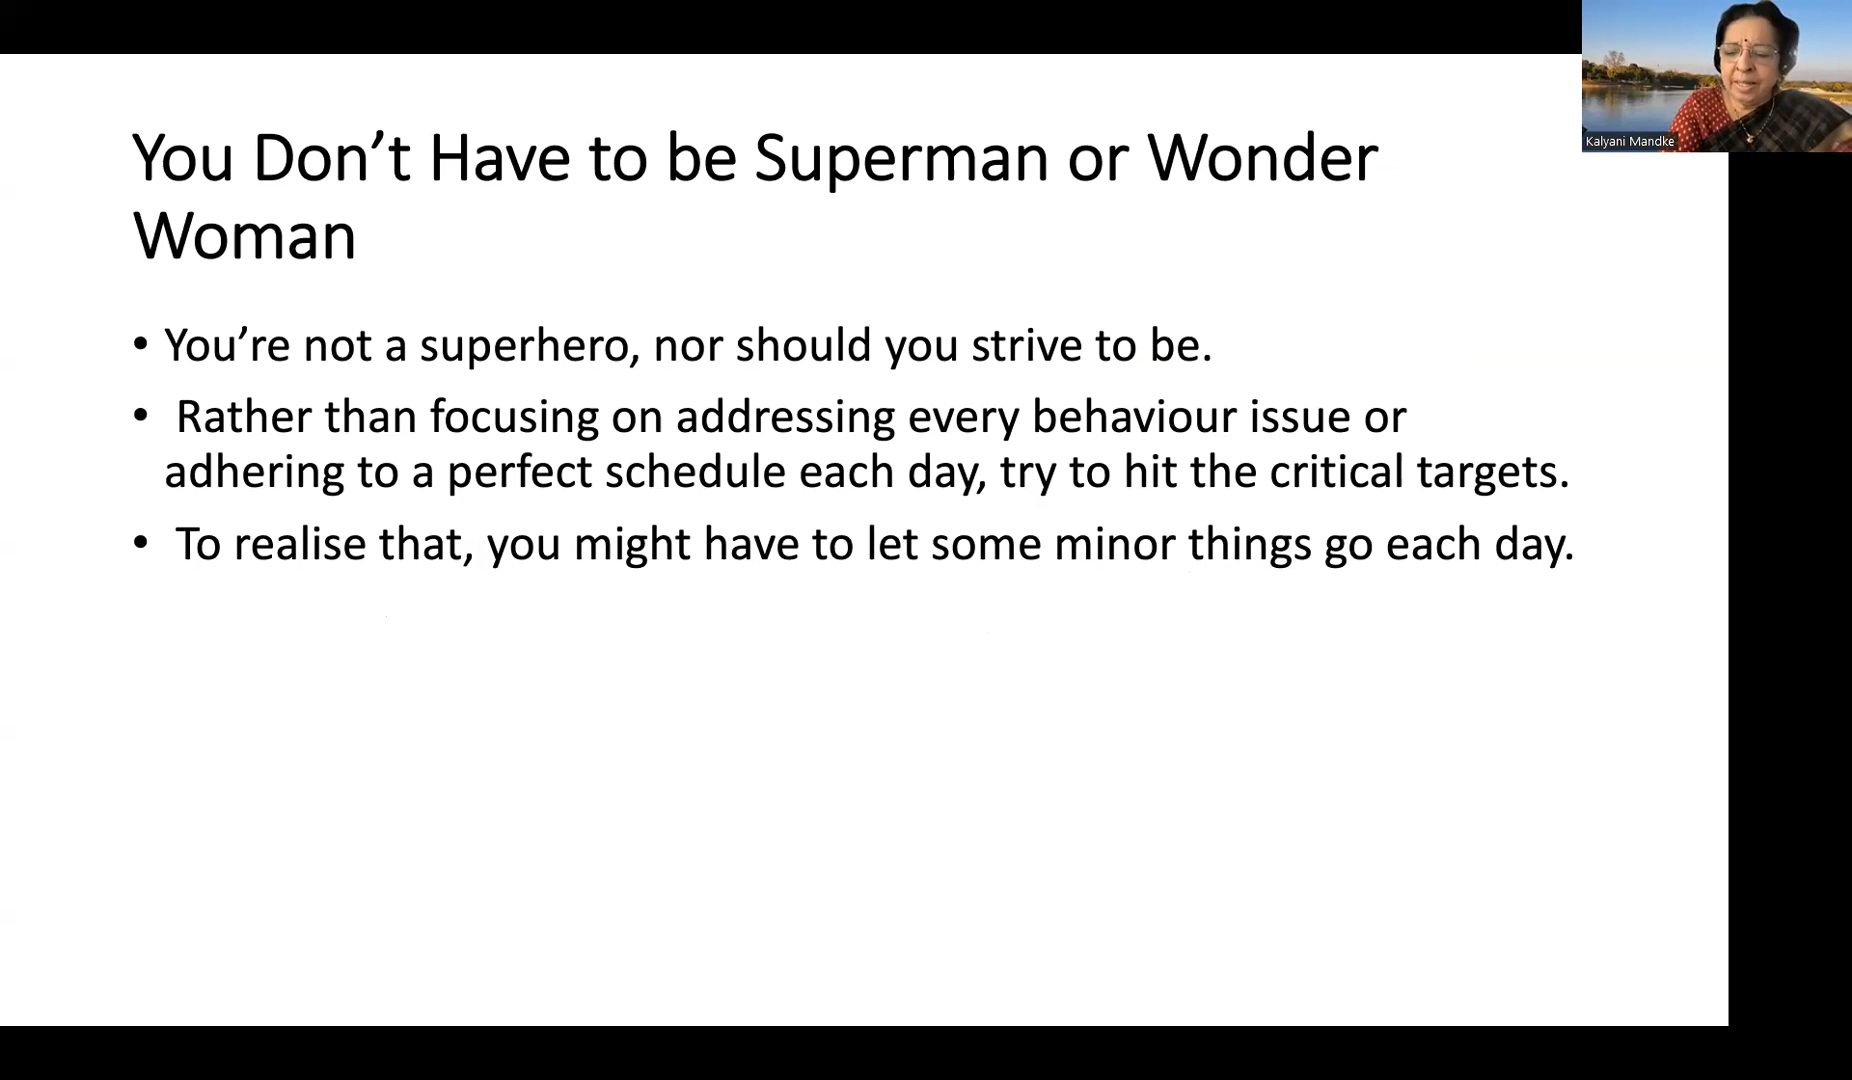 You Don’t Have to be Superman or Wonder
Woman
• You’re not a superhero, nor should you strive to be.
• Rather than focusing on addressing every behaviour issue or
adhering to a perfect schedule each day, try to hit the critical targets.
• To realise that, you might have to let some minor things go each day.
Kalyani Mandke